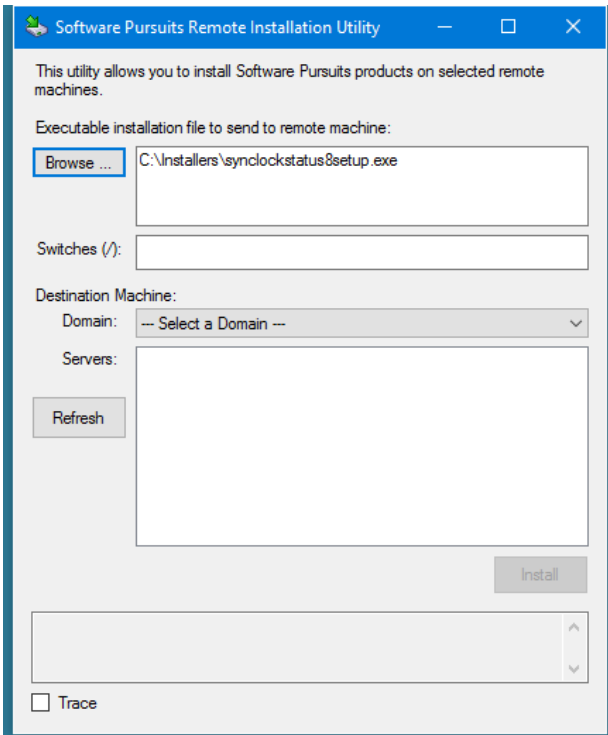 Software Pursuits Remote Installation Utility
This utility allows you to install Software Pursuits products on selected remote
machines.
Executable installation file to send to remote machine:
Browse ...
C:\Installers\synclockstatus8setup.exe
Switches (/):
Destination Machine:
Domain:
--- Select a Domain ---
Servers:
Refresh
Install
Trace